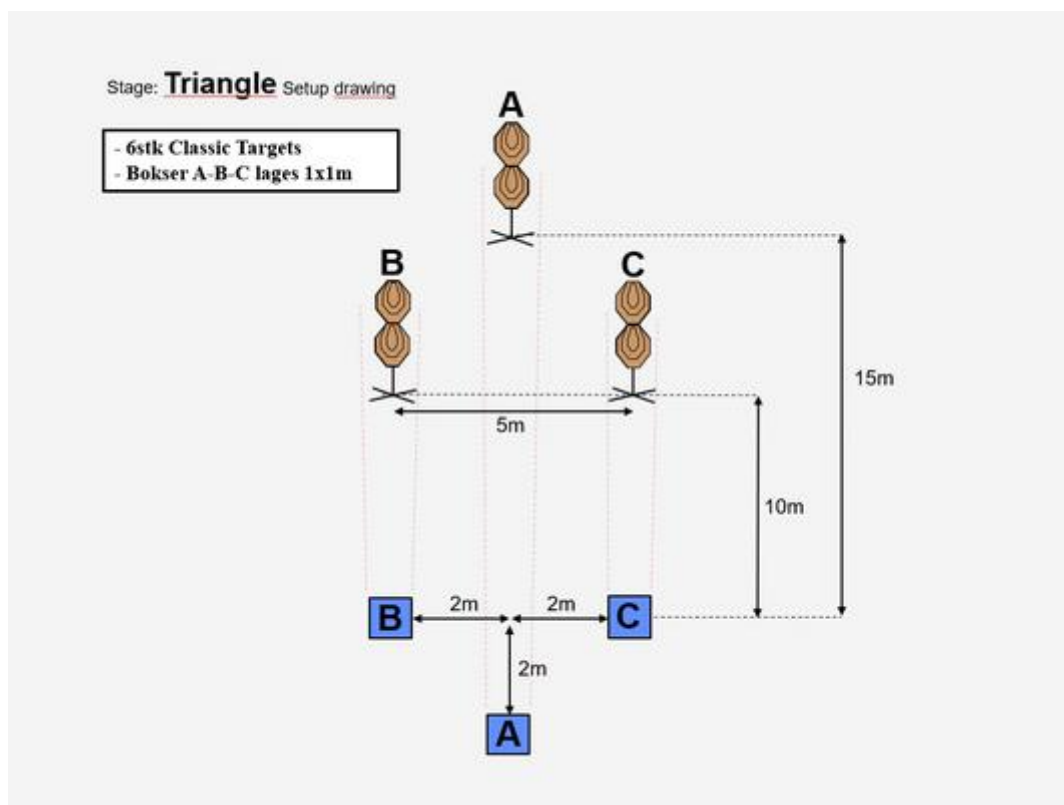 Stage: Triangle Setup drawing
- 6stk Classic Targets
- Bokser A-B-C lages 1x1m
A
B
C
15m
5m
10m
B
2m
2m
C
2m
A